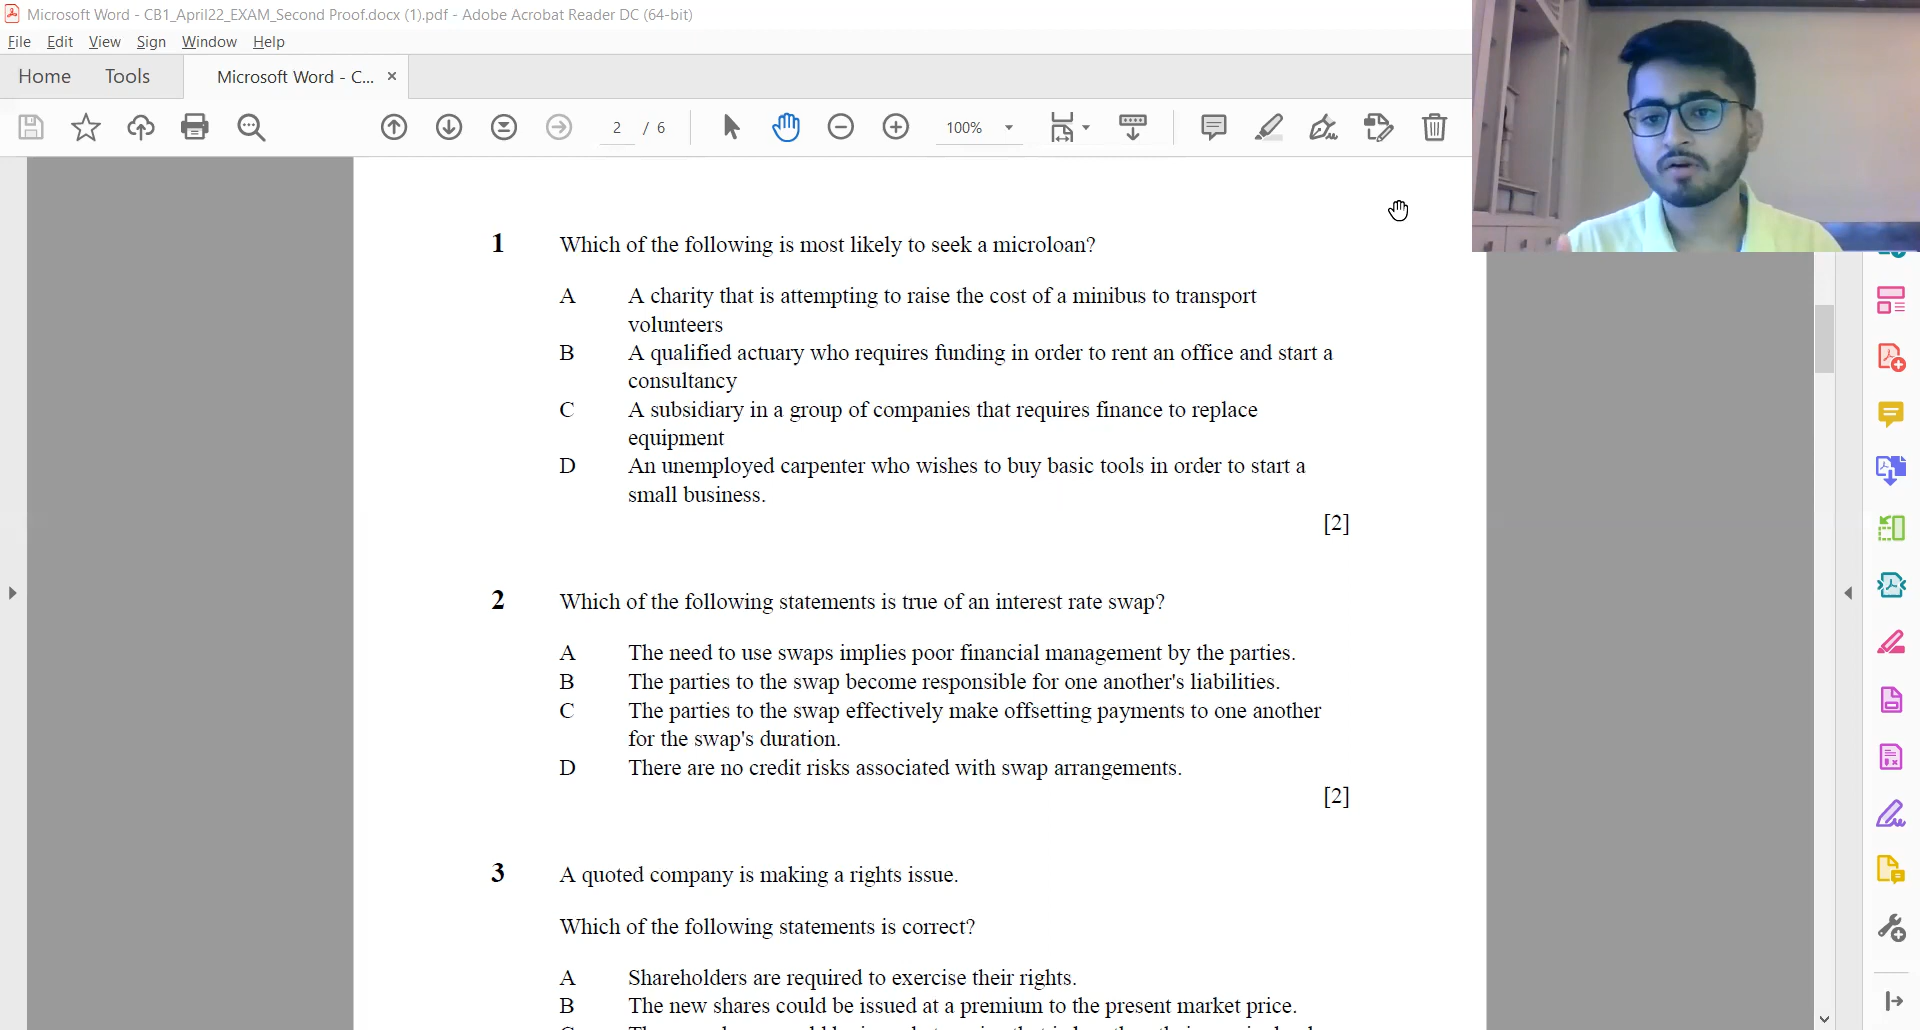 Microsoft Word - CB1_April22_EXAM_Second Proof.docx (1).pdf - Adobe Acrobat Reader DC (64-bit)
File Edit View Sign Window Help
Home Tools Microsoft Word - C... ×
2 / 6 100%
1 Which of the following is most likely to seek a microloan?
A A charity that is attempting to raise the cost of a minibus to transport
volunteers
B A qualified actuary who requires funding in order to rent an office and start a
consultancy
C A subsidiary in a group of companies that requires finance to replace
equipment
D An unemployed carpenter who wishes to buy basic tools in order to start a
small business.
[2]
2 Which of the following statements is true of an interest rate swap?
A The need to use swaps implies poor financial management by the parties.
B The parties to the swap become responsible for one another's liabilities.
C The parties to the swap effectively make offsetting payments to one another
for the swap's duration.
D There are no credit risks associated with swap arrangements.
[2]
3 A quoted company is making a rights issue.
Which of the following statements is correct?
A Shareholders are required to exercise their rights.
B The new shares could be issued at a premium to the present market price.